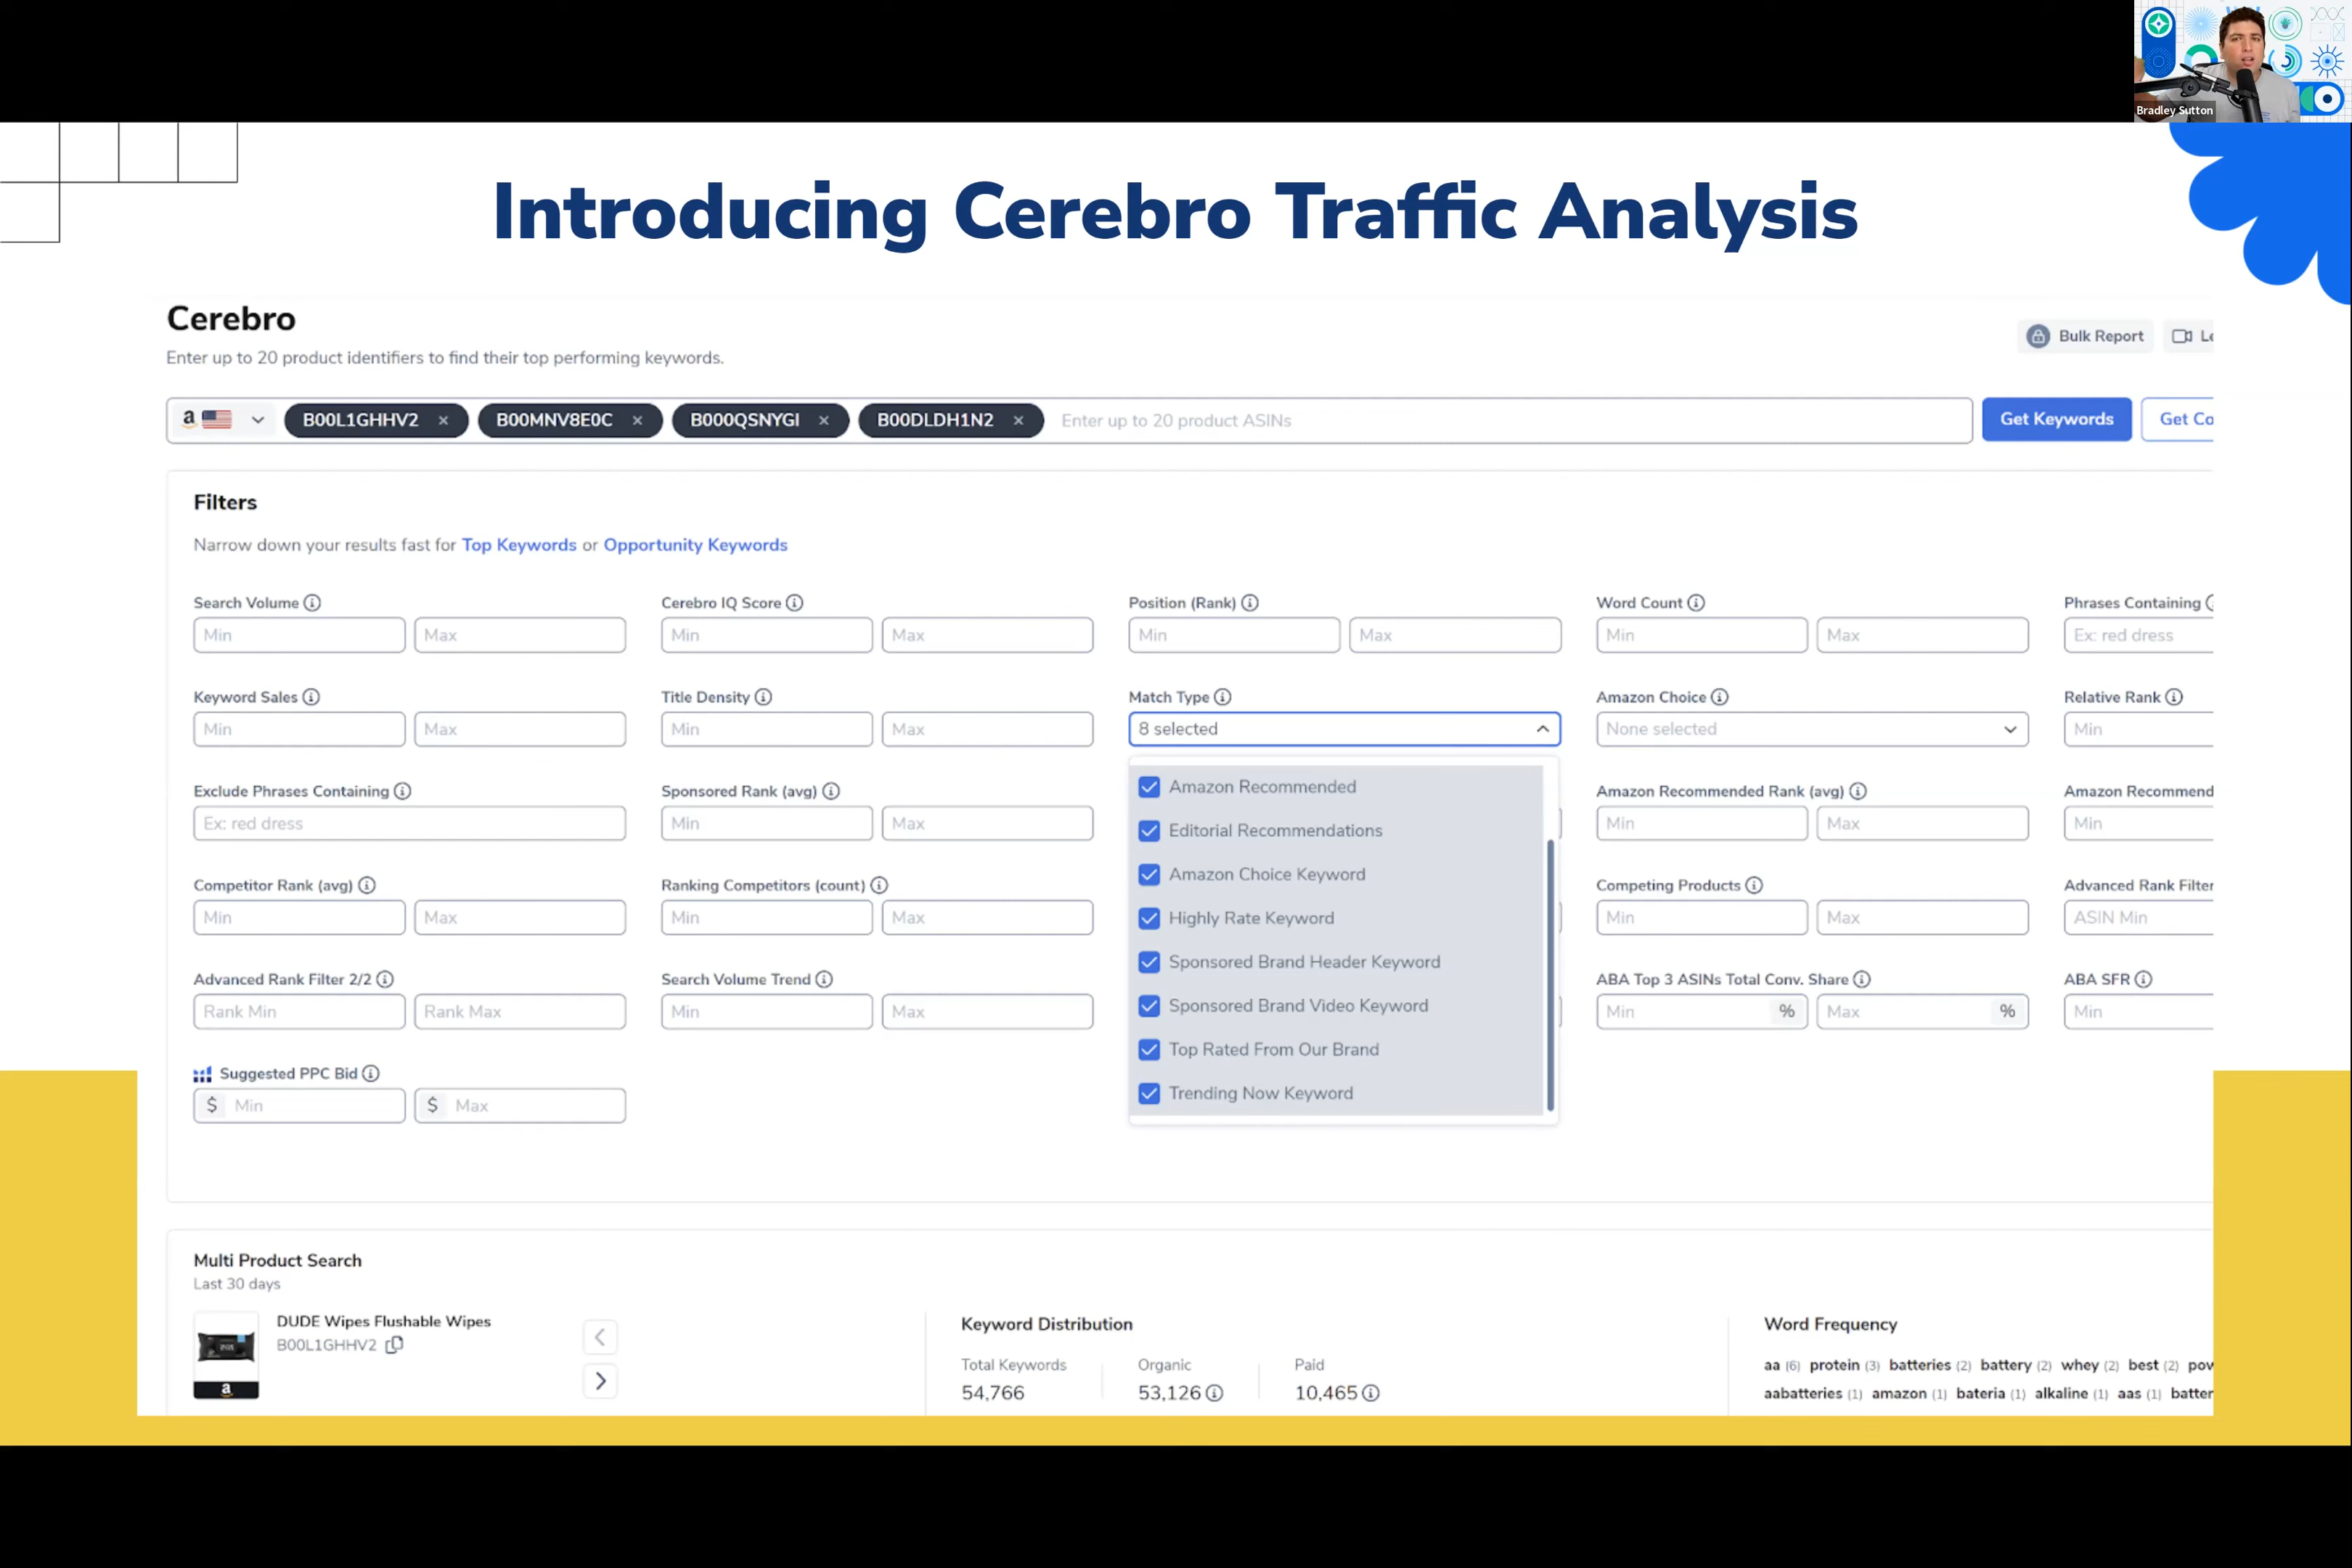 Bradley Sutton
Introducing Cerebro Traffic Analysis
Cerebro
Enter up to 20 product identifiers to find their top performing keywords.
Bulk Report
Le
a
B00L1GHHV2 × B00MNV8E0C × B000QSNYGI × B00DLDH1N2 × Enter up to 20 product ASINs
Get Keywords
Get Co
Filters
Narrow down your results fast for Top Keywords or Opportunity Keywords
Search Volume Cerebro IQ Score Position (Rank) Word Count Phrases Containing
Min Max Min Max Min Max Min Max Ex: red dress
Keyword Sales Title Density Match Type Amazon Choice Relative Rank
Min Max Min Max 8 selected None selected Min
Amazon Recommended
Editorial Recommendations
Amazon Choice Keyword
Highly Rate Keyword
Sponsored Brand Header Keyword
Sponsored Brand Video Keyword
Top Rated From Our Brand
Trending Now Keyword
Exclude Phrases Containing Sponsored Rank (avg) Amazon Recommended Rank (avg) Amazon Recommend
Ex: red dress Min Max Min Max Min
Competitor Rank (avg) Ranking Competitors (count) Competing Products Advanced Rank Filter
Min Max Min Max Min Max ASIN Min
Advanced Rank Filter 2/2 Search Volume Trend ABA Top 3 ASINs Total Conv. Share ABA SFR
Rank Min Rank Max Min Max Min % Max % Min
Suggested PPC Bid
$ Min $ Max
Multi Product Search
Last 30 days
DUDE Wipes Flushable Wipes
B00L1GHHV2
a
Keyword Distribution
Total Keywords Organic Paid
54,766 53,126 10,465
Word Frequency
aa (6) protein (3) batteries (2) battery (2) whey (2) best (2) pow
aabatteries (1) amazon (1) bateria (1) alkaline (1) aas (1) batter